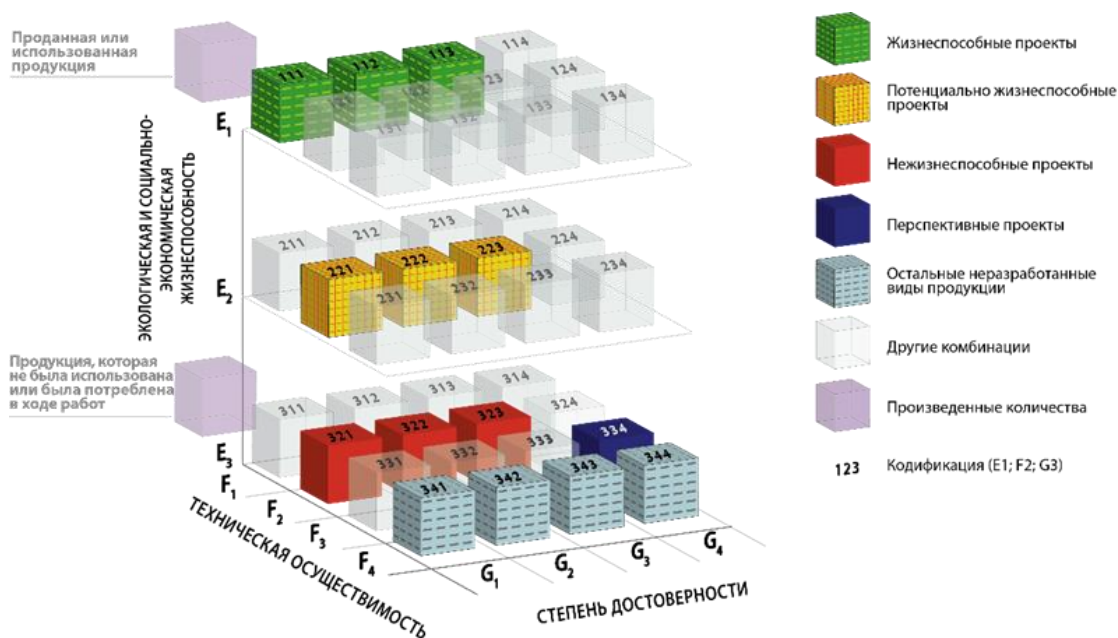 Проданная или
использованная
продукция
ЭКОЛОГИЧЕСКАЯ И СОЦИАЛЬНО-
ЭКОНОМИЧЕСКАЯ
ЖИЗНЕСПОСОБНОСТЬ
Продукция, которая
не была использована
или была потреблена
в ходе работ
E1
111 112 113 114
121 122 123 124
131 132 133 134
E2
211 212 213 214
221 222 223 224
231 232 233 234
E3
311 312 313 314
321 322 323 324
331 332 333 334
341 342 343 344
F1
F2
F3
F4
ТЕХНИЧЕСКАЯ ОСУЩЕСТВИМОСТЬ
G1
G2
G3
G4
СТЕПЕНЬ ДОСТОВЕРНОСТИ
Жизнеспособные проекты
Потенциально жизнеспособные
проекты
Нежизнеспособные проекты
Перспективные проекты
Остальные неразработанные
виды продукции
Другие комбинации
Произведенные количества
123 Кодификация (E1; F2; G3)